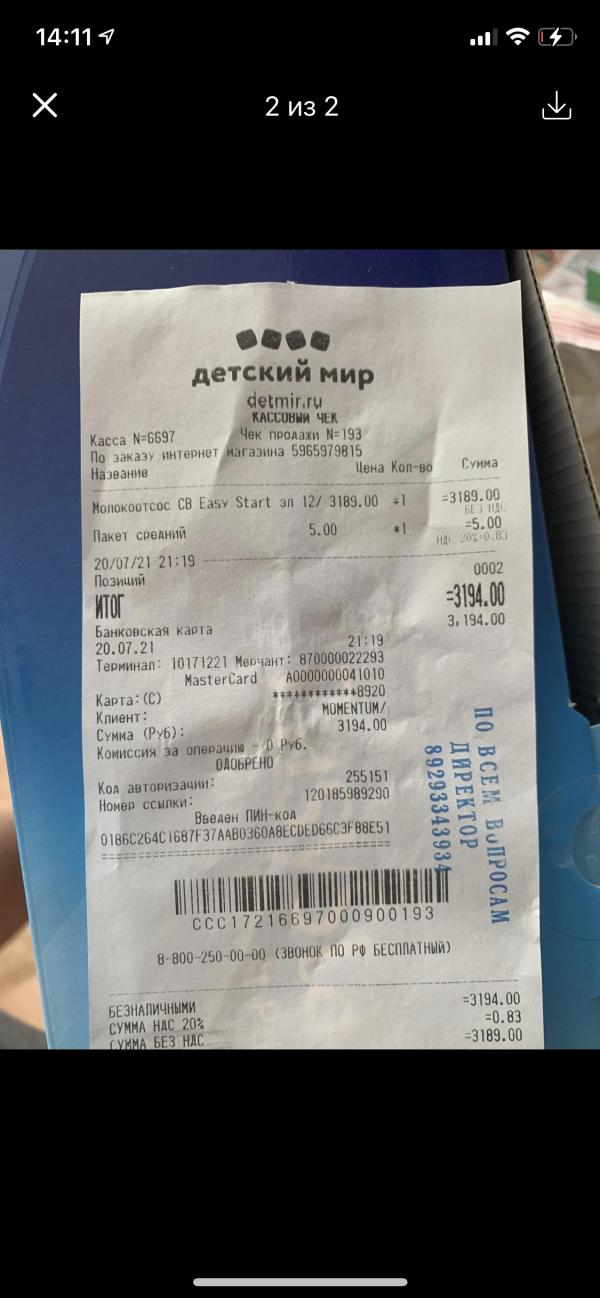 14:11
2 из 2
детский мир
detmir.ru
КАССОВЫЙ ЧЕК
Касса N=6697 Чек продажи N=193
По заказу интернет магазина 5965979815
Название Цена Кол-во Сумма
Молокоотсос СВ Easy Start эл 12/ 3189.00 *1 =3189.00
БЕЗ НДС
Пакет средний 5.00 *1 =5.00
НДС 20%=0.83
20/07/21 21:19
Позиций 0002
ИТОГ =3194.00
Банковская карта 3,194.00
20.07.21 21:19
Терминал: 10171221 Мерчант: 870000022293
MasterCard A0000000041010
Карта:(C) ************8920
Клиент: MOMENTUM/
Сумма (Руб): 3194.00
Комиссия за операцию - 0 Руб.
ОДОБРЕНО
Код авторизации: 255151
Номер ссылки: 120185989290
Введен ПИН-код
0186C264C1687F37AAB0360A8ECDED66C3F88E51
ПО ВСЕМ ВОПРОСАМ
ДИРЕКТОР
89293343934
CCC17216697000900193
8-800-250-00-00 (ЗВОНОК ПО РФ БЕСПЛАТНЫЙ)
БЕЗНАЛИЧНЫМИ =3194.00
СУММА НДС 20% =0.83
СУММА БЕЗ НДС =3189.00